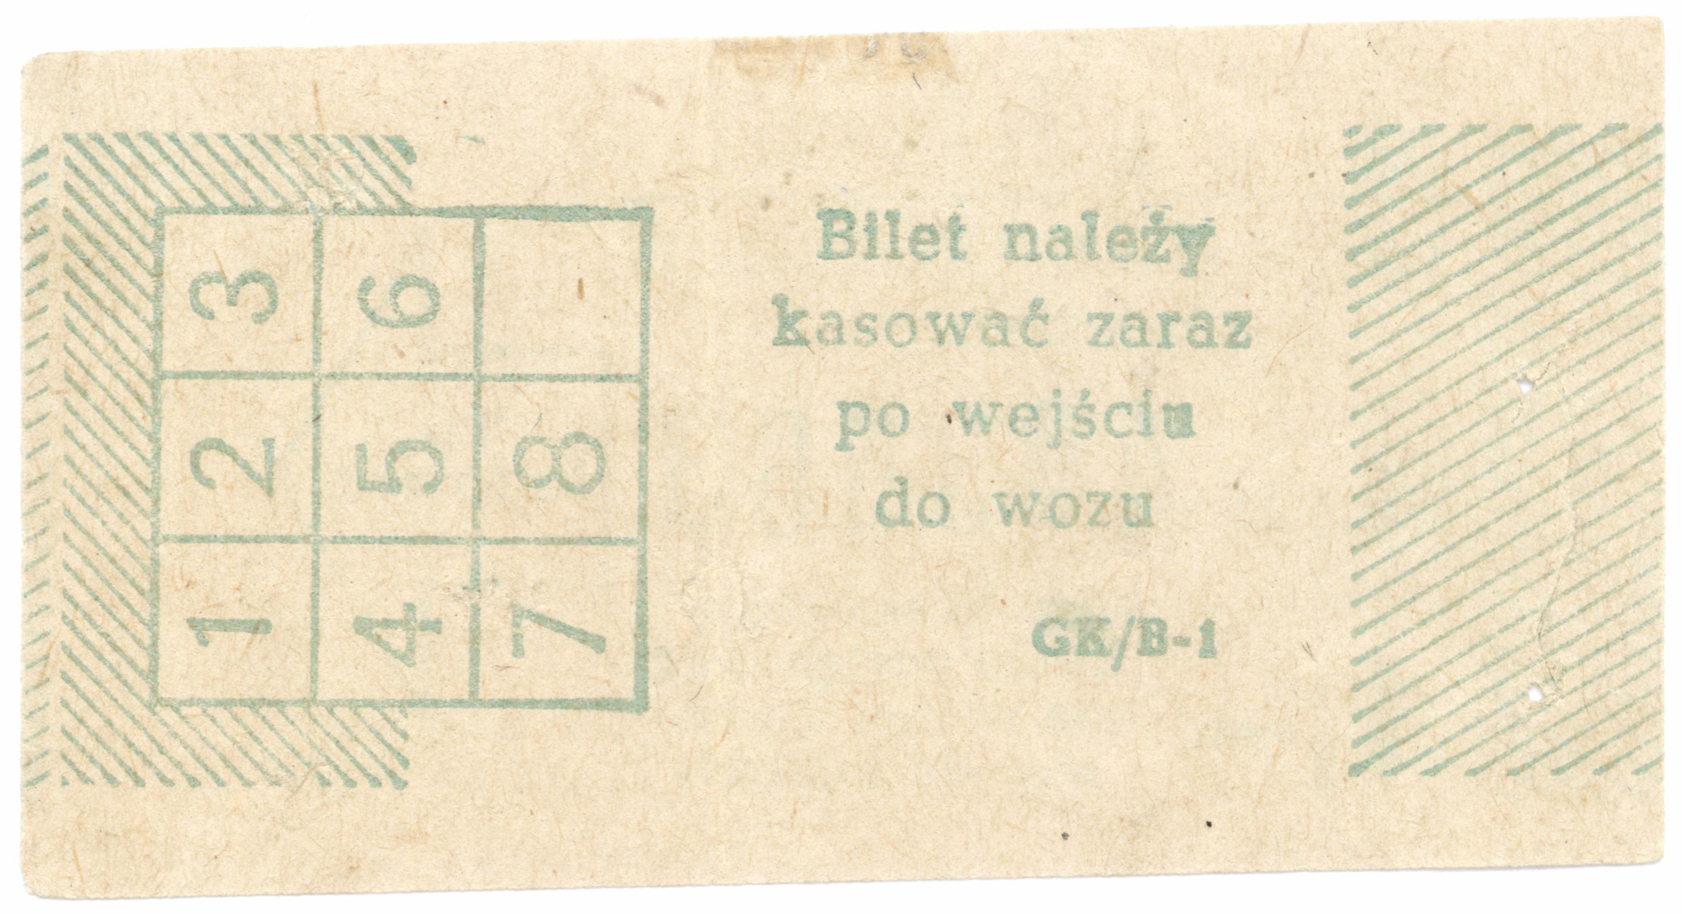 3 6
2 5 8
1 4 7
Bilet należy
kasować zaraz
po wejściu
do wozu
GK/B-1